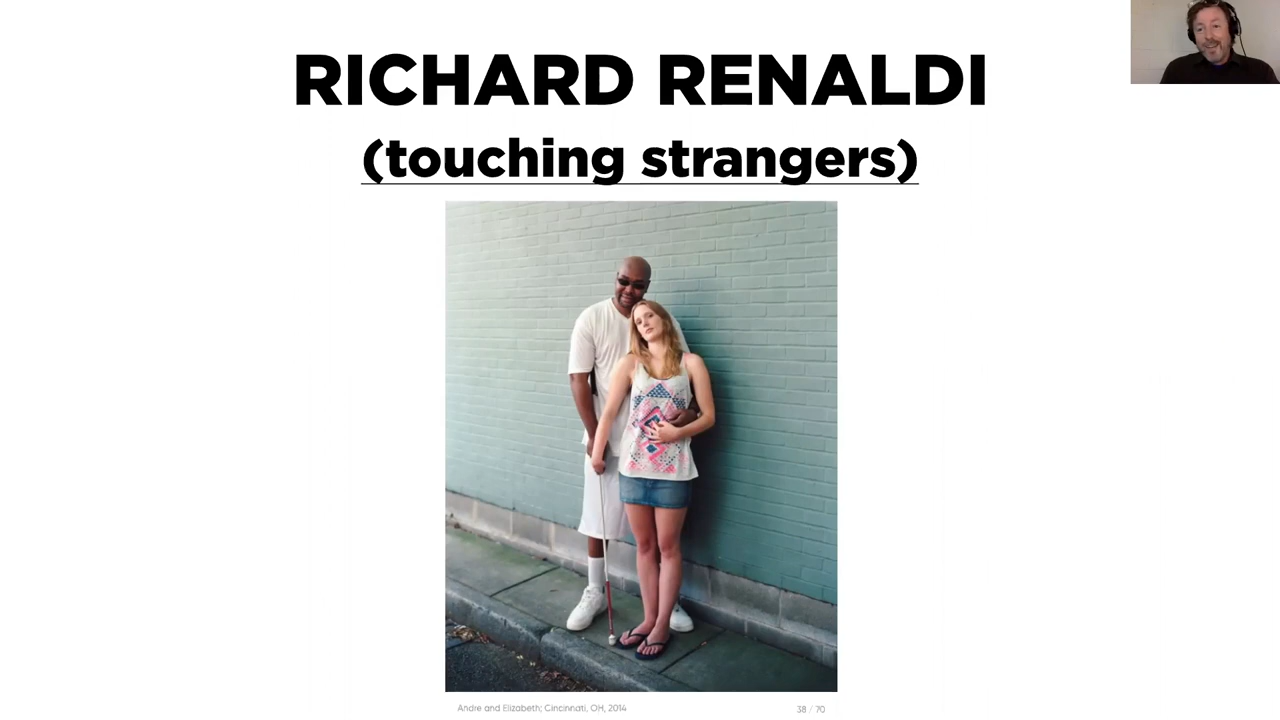 RICHARD RENALDI
(touching strangers)
Andre and Elizabeth; Cincinnati, OH, 2014
38 / 70